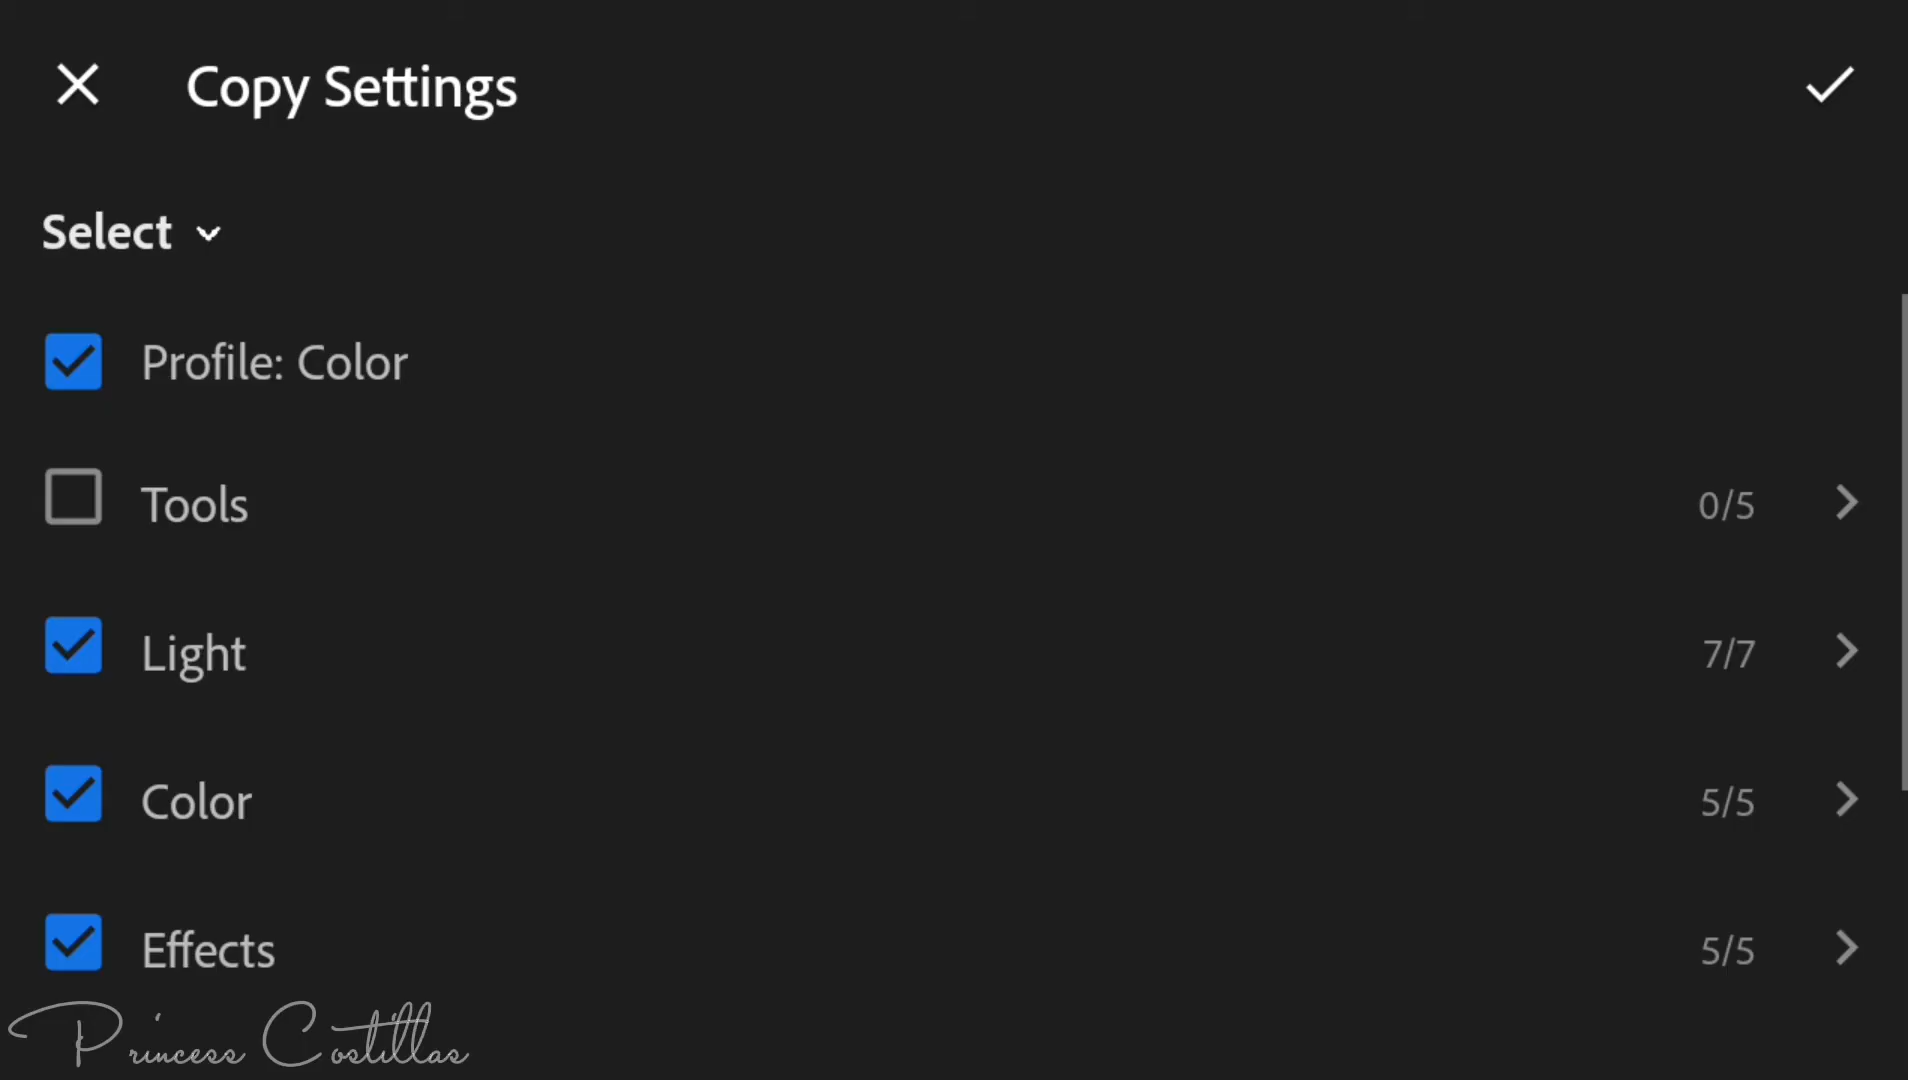 Copy Settings
Select
Profile: Color
Tools 0/5
Light 7/7
Color 5/5
Effects 5/5
Princess Costillas